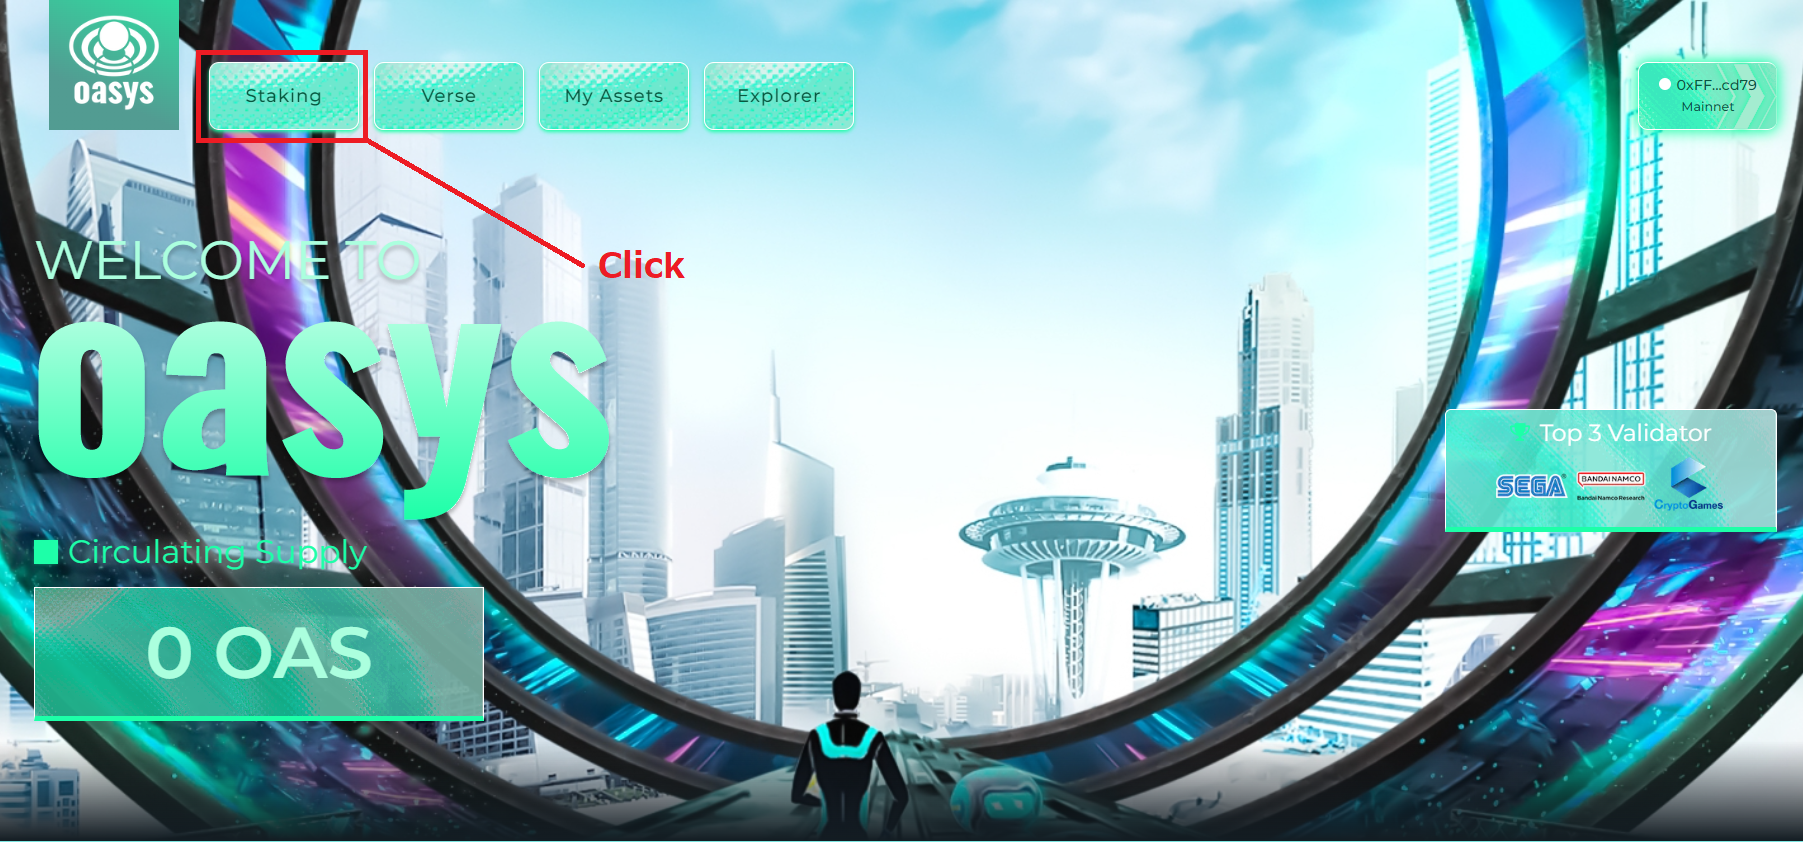 oasys
Staking
Verse
My Assets
Explorer
0xFF...cd79
Mainnet
Click
WELCOME TO
oasys
Top 3 Validator
SEGA
BANDAI NAMCO
Bandai Namco Research
CryptoGames
Circulating Supply
0 OAS